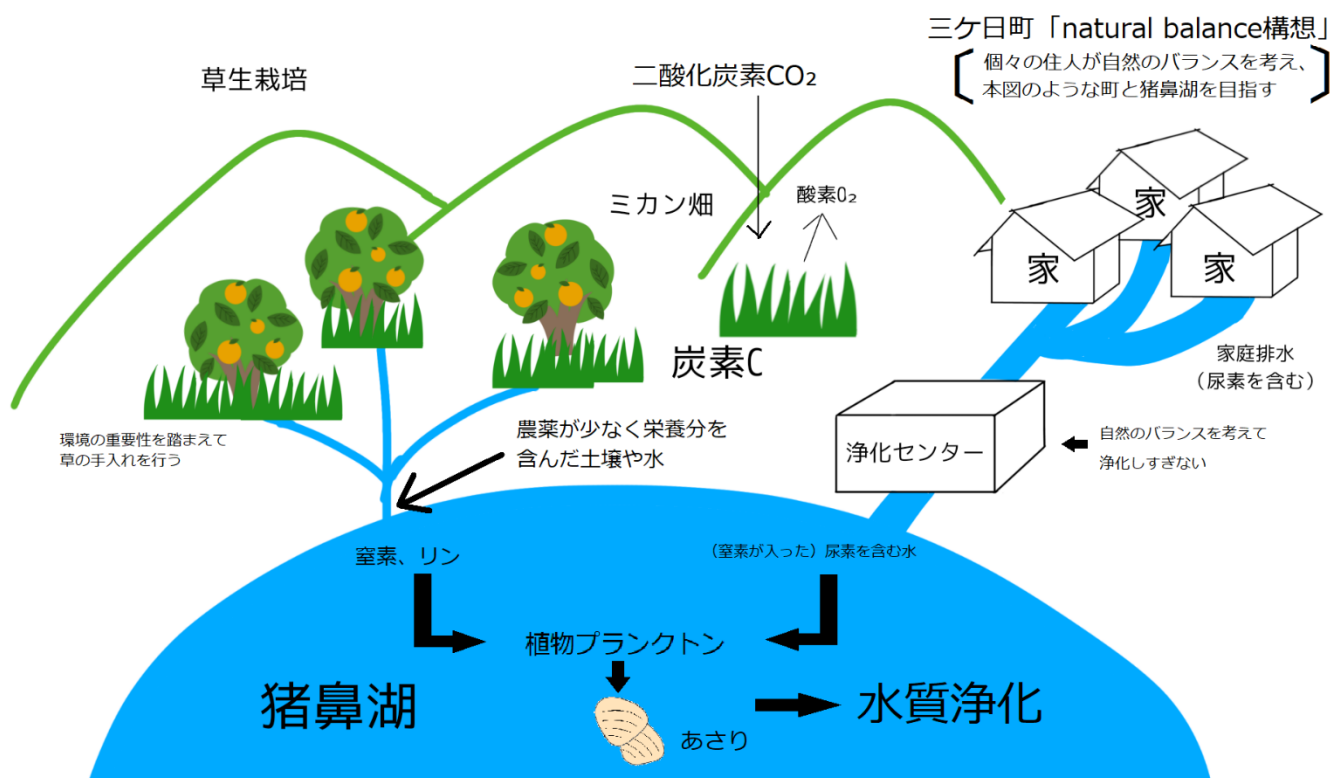 三ケ日町「natural balance構想」
個々の住人が自然のバランスを考え、
本図のような町と猪鼻湖を目指す
草生栽培
二酸化炭素CO₂
ミカン畑
酸素O₂
家
家
家
炭素C
家庭排水
（尿素を含む）
環境の重要性を踏まえて
草の手入れを行う
農薬が少なく栄養分を
含んだ土壌や水
浄化センター
自然のバランスを考えて
浄化しすぎない
窒素、リン
（窒素が入った）尿素を含む水
植物プランクトン
猪鼻湖
あさり
水質浄化